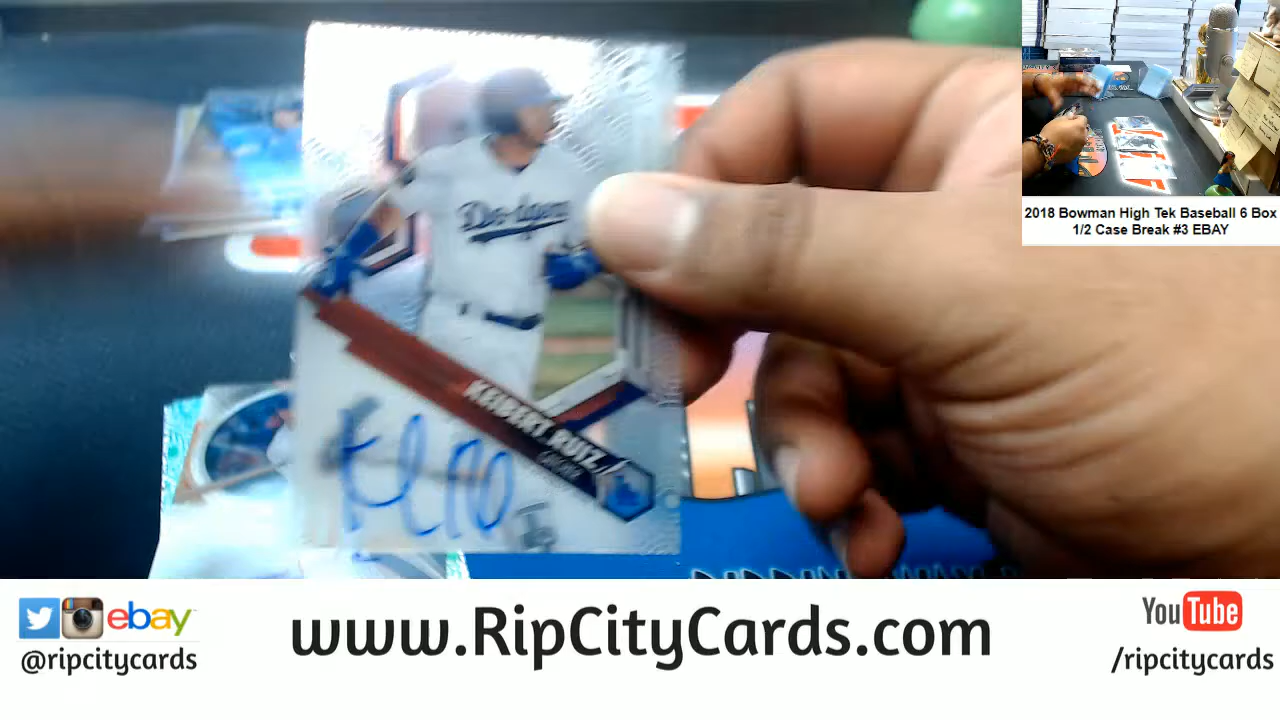 Dodgers
KEIBERT RUIZ
2018 Bowman High Tek Baseball 6 Box
1/2 Case Break #3 EBAY
ebay
@ripcitycards
www.RipCityCards.com
YouTube
/ripcitycards